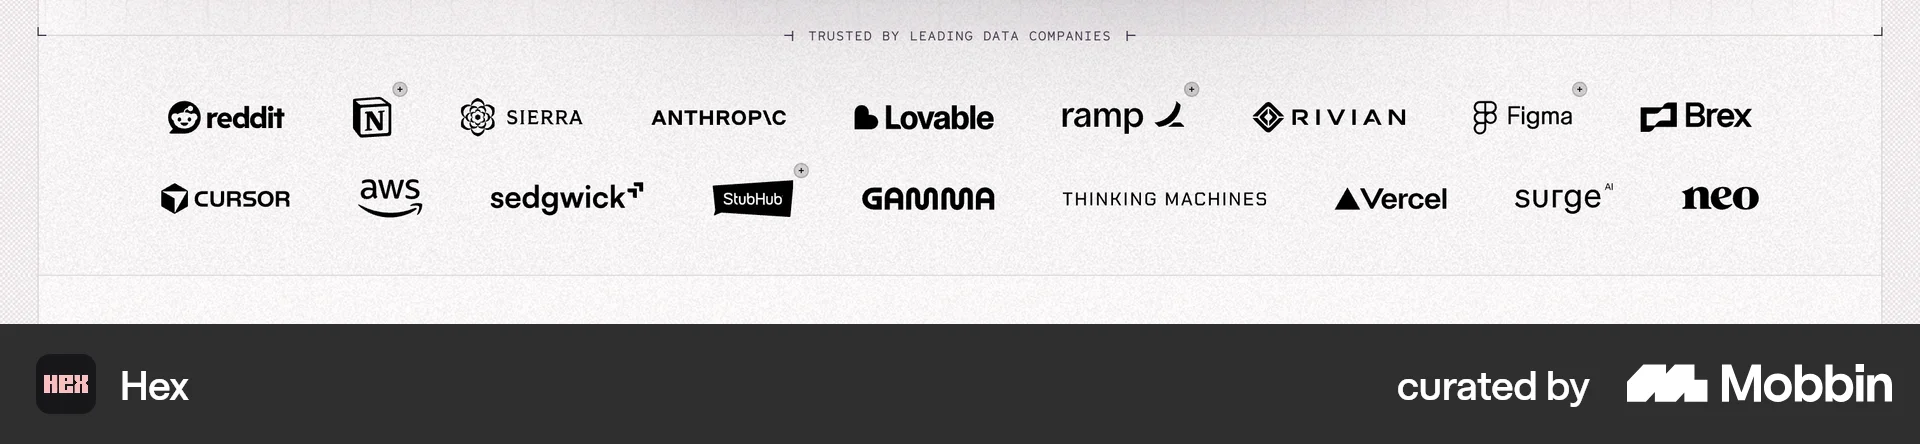 TRUSTED BY LEADING DATA COMPANIES
reddit N SIERRA ANTHROP\C Lovable ramp RIVIAN Figma Brex
CURSOR aws sedgwick StubHub GAMMA THINKING MACHINES Vercel surge AI neo
HEX Hex curated by Mobbin